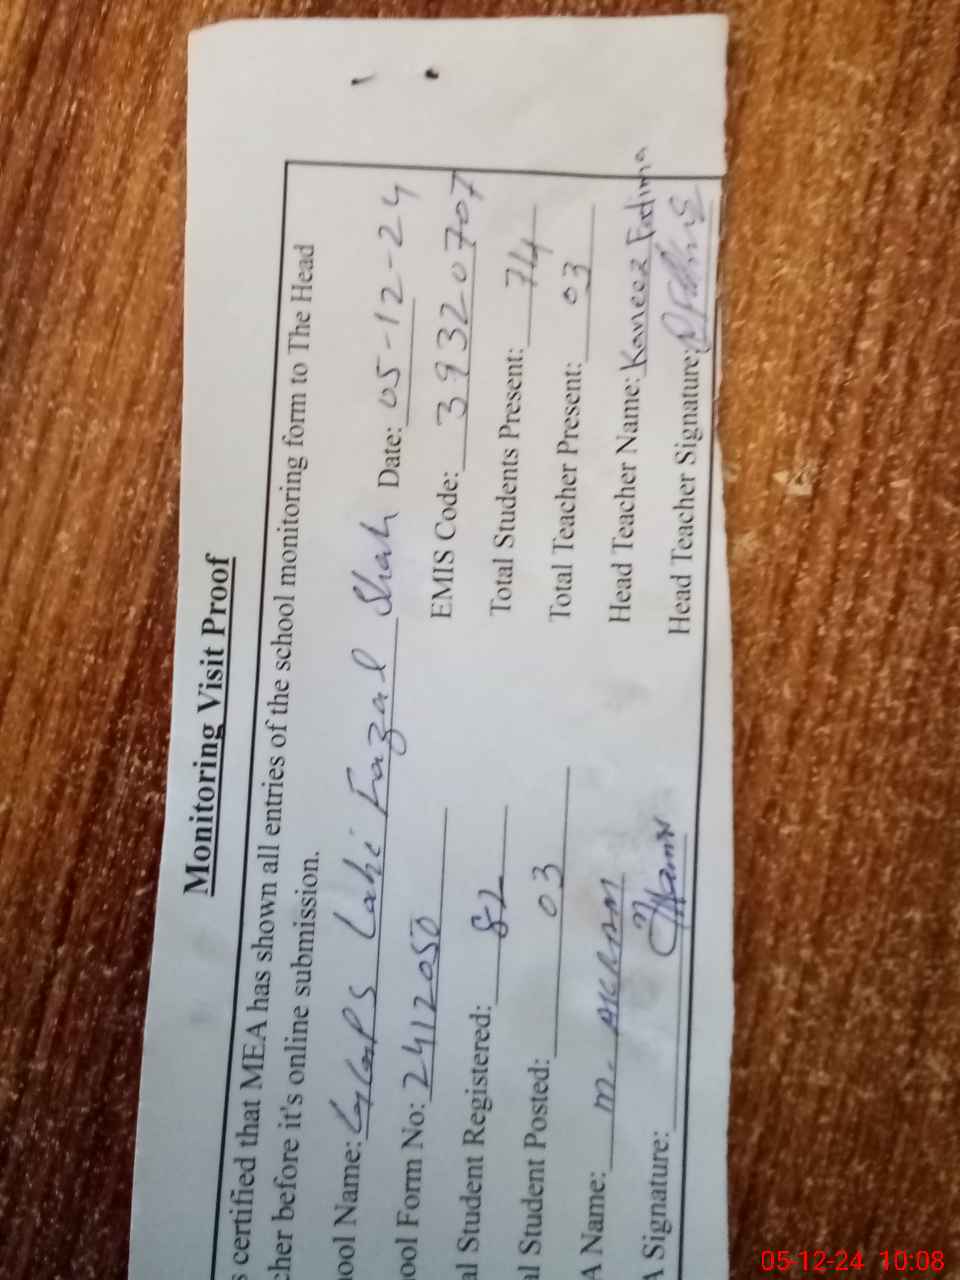 Monitoring Visit Proof
s certified that MEA has shown all entries of the school monitoring form to The Head
cher before it's online submission.
ool Name: GGPS Lahi Fazal Shah Date: 05-12-24
ool Form No: 2412050 EMIS Code: 39320707
al Student Registered: 82 Total Students Present: 74
al Student Posted: 03 Total Teacher Present: 03
A Name: M. AKRAM Head Teacher Name: Kaneez Fatima
A Signature: Head Teacher Signature:
05-12-24 10:08